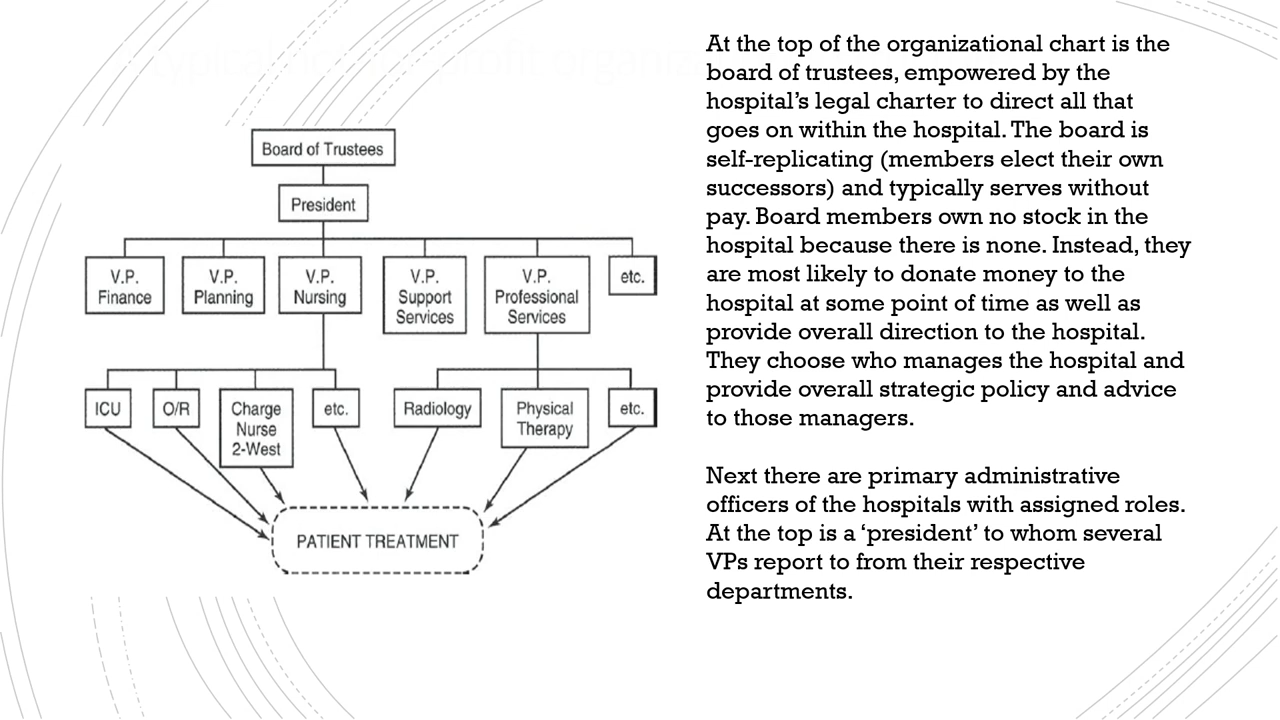 A typical not-for-profit organiz
Board of Trustees
President
V.P.
Finance
V.P.
Planning
V.P.
Nursing
V.P.
Support
Services
V.P.
Professional
Services
etc.
ICU
O/R
Charge
Nurse
2-West
etc.
Radiology
Physical
Therapy
etc.
PATIENT TREATMENT
At the top of the organizational chart is the
board of trustees, empowered by the
hospital’s legal charter to direct all that
goes on within the hospital. The board is
self-replicating (members elect their own
successors) and typically serves without
pay. Board members own no stock in the
hospital because there is none. Instead, they
are most likely to donate money to the
hospital at some point of time as well as
provide overall direction to the hospital.
They choose who manages the hospital and
provide overall strategic policy and advice
to those managers.
Next there are primary administrative
officers of the hospitals with assigned roles.
At the top is a ‘president’ to whom several
VPs report to from their respective
departments.